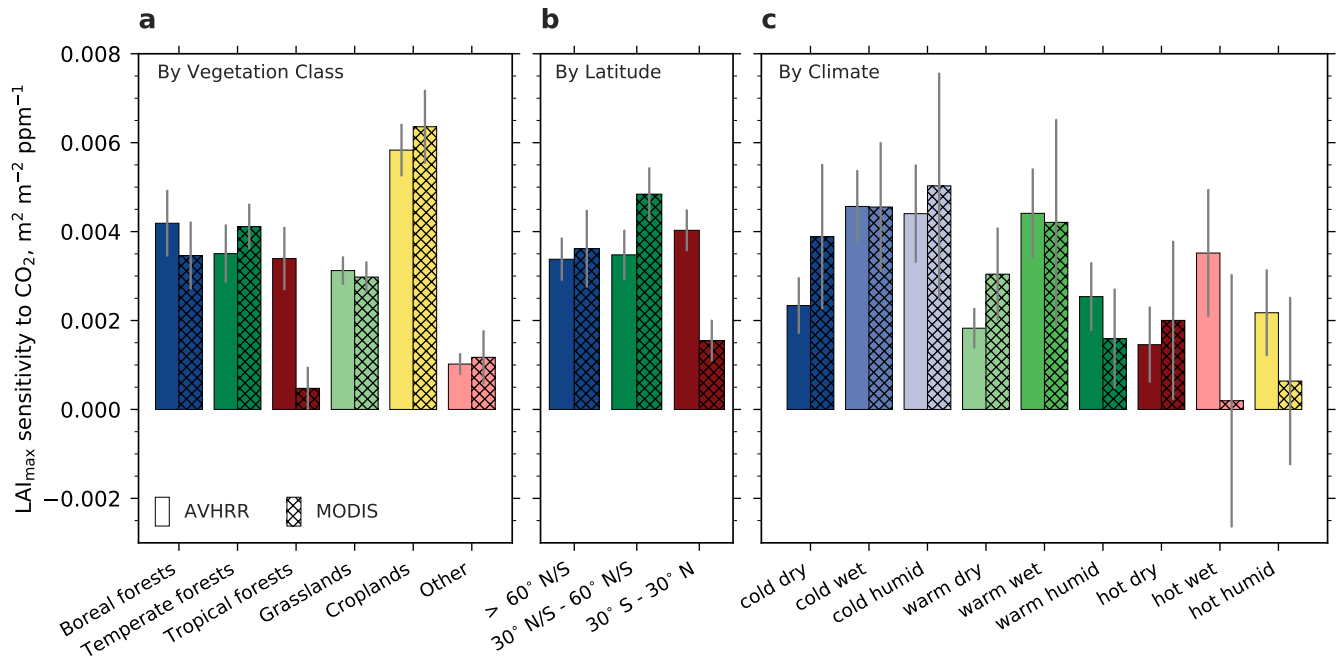 a
b
c
By Vegetation Class
By Latitude
By Climate
LAImax sensitivity to CO2, m² m⁻² ppm⁻¹
0.008
0.006
0.004
0.002
0.000
−0.002
AVHRR
MODIS
Boreal forests
Temperate forests
Tropical forests
Grasslands
Croplands
Other
> 60° N/S
30° N/S - 60° N/S
30° S - 30° N
cold dry
cold wet
cold humid
warm dry
warm wet
warm humid
hot dry
hot wet
hot humid